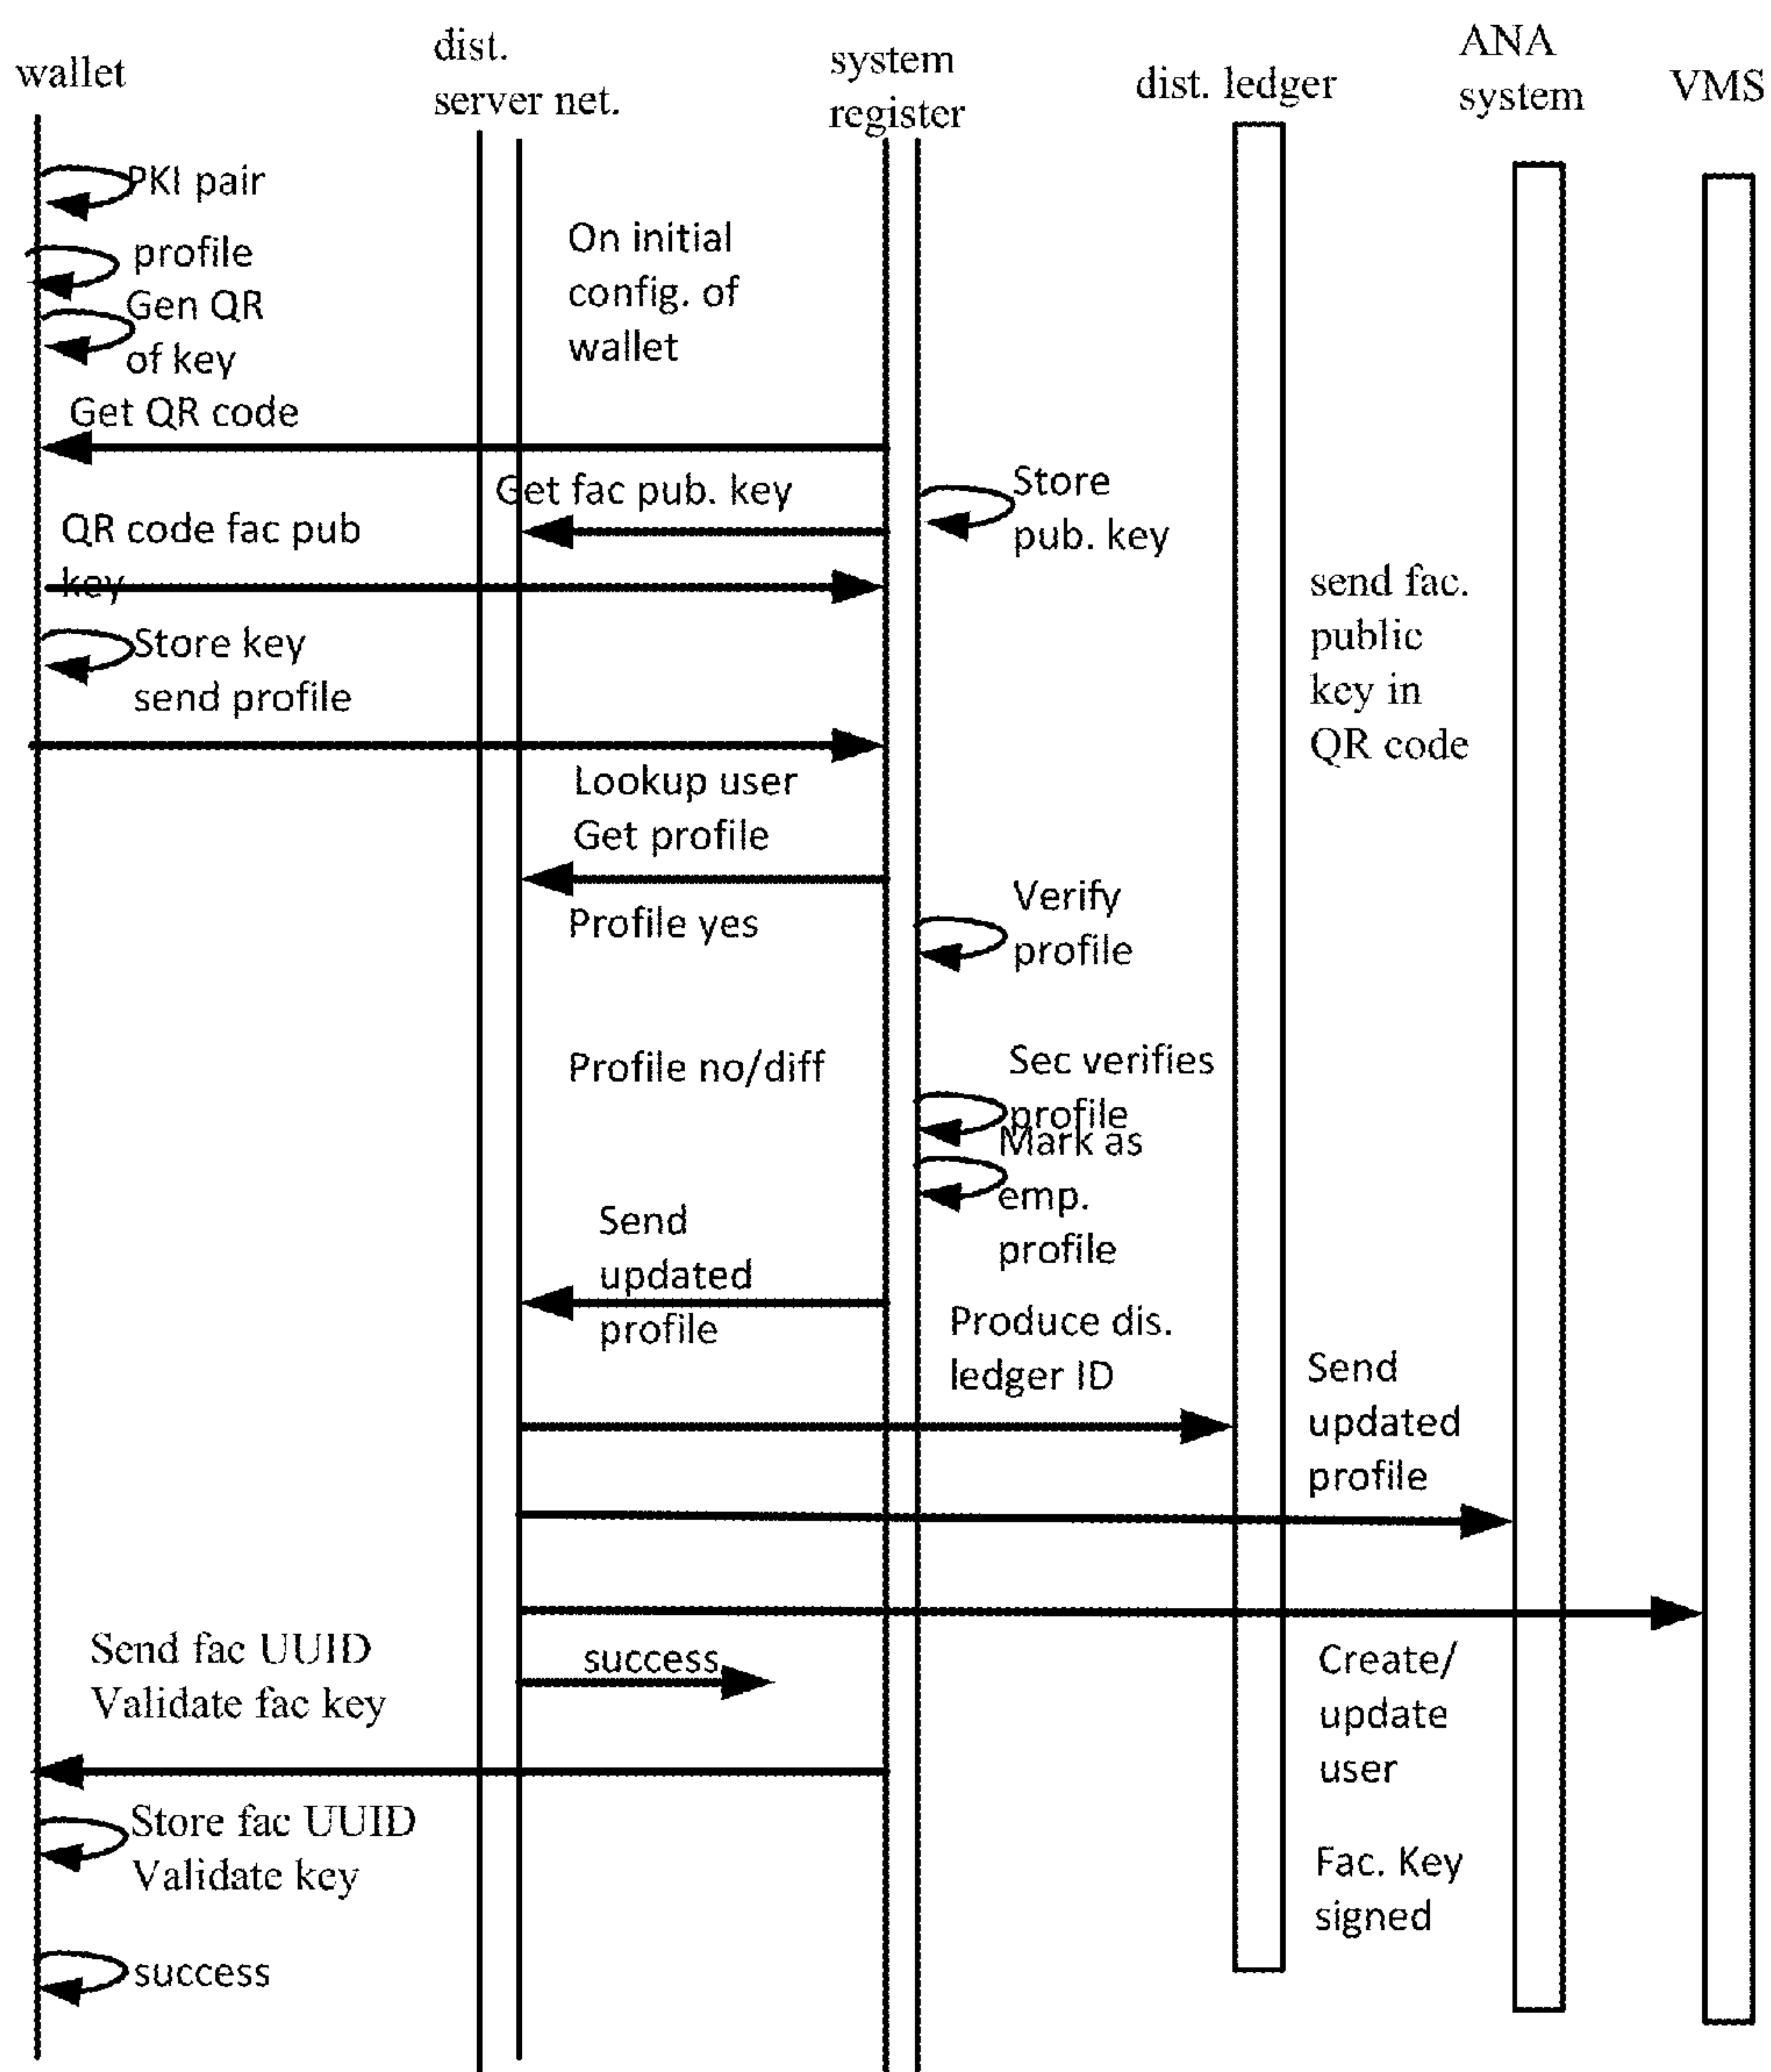 wallet
dist.
server net.
system
register
dist. ledger
ANA
system
VMS
PKI pair
profile
Gen QR
of key
On initial
config. of
wallet
Get QR code
Get fac pub. key
Store
pub. key
QR code fac pub
key
send fac.
public
key in
QR code
Store key
send profile
Lookup user
Get profile
Verify
profile
Profile yes
Profile no/diff
Sec verifies
profile
Mark as
emp.
profile
Send
updated
profile
Produce dis.
ledger ID
Send
updated
profile
Send fac UUID
Validate fac key
success
Create/
update
user
Store fac UUID
Validate key
Fac. Key
signed
success